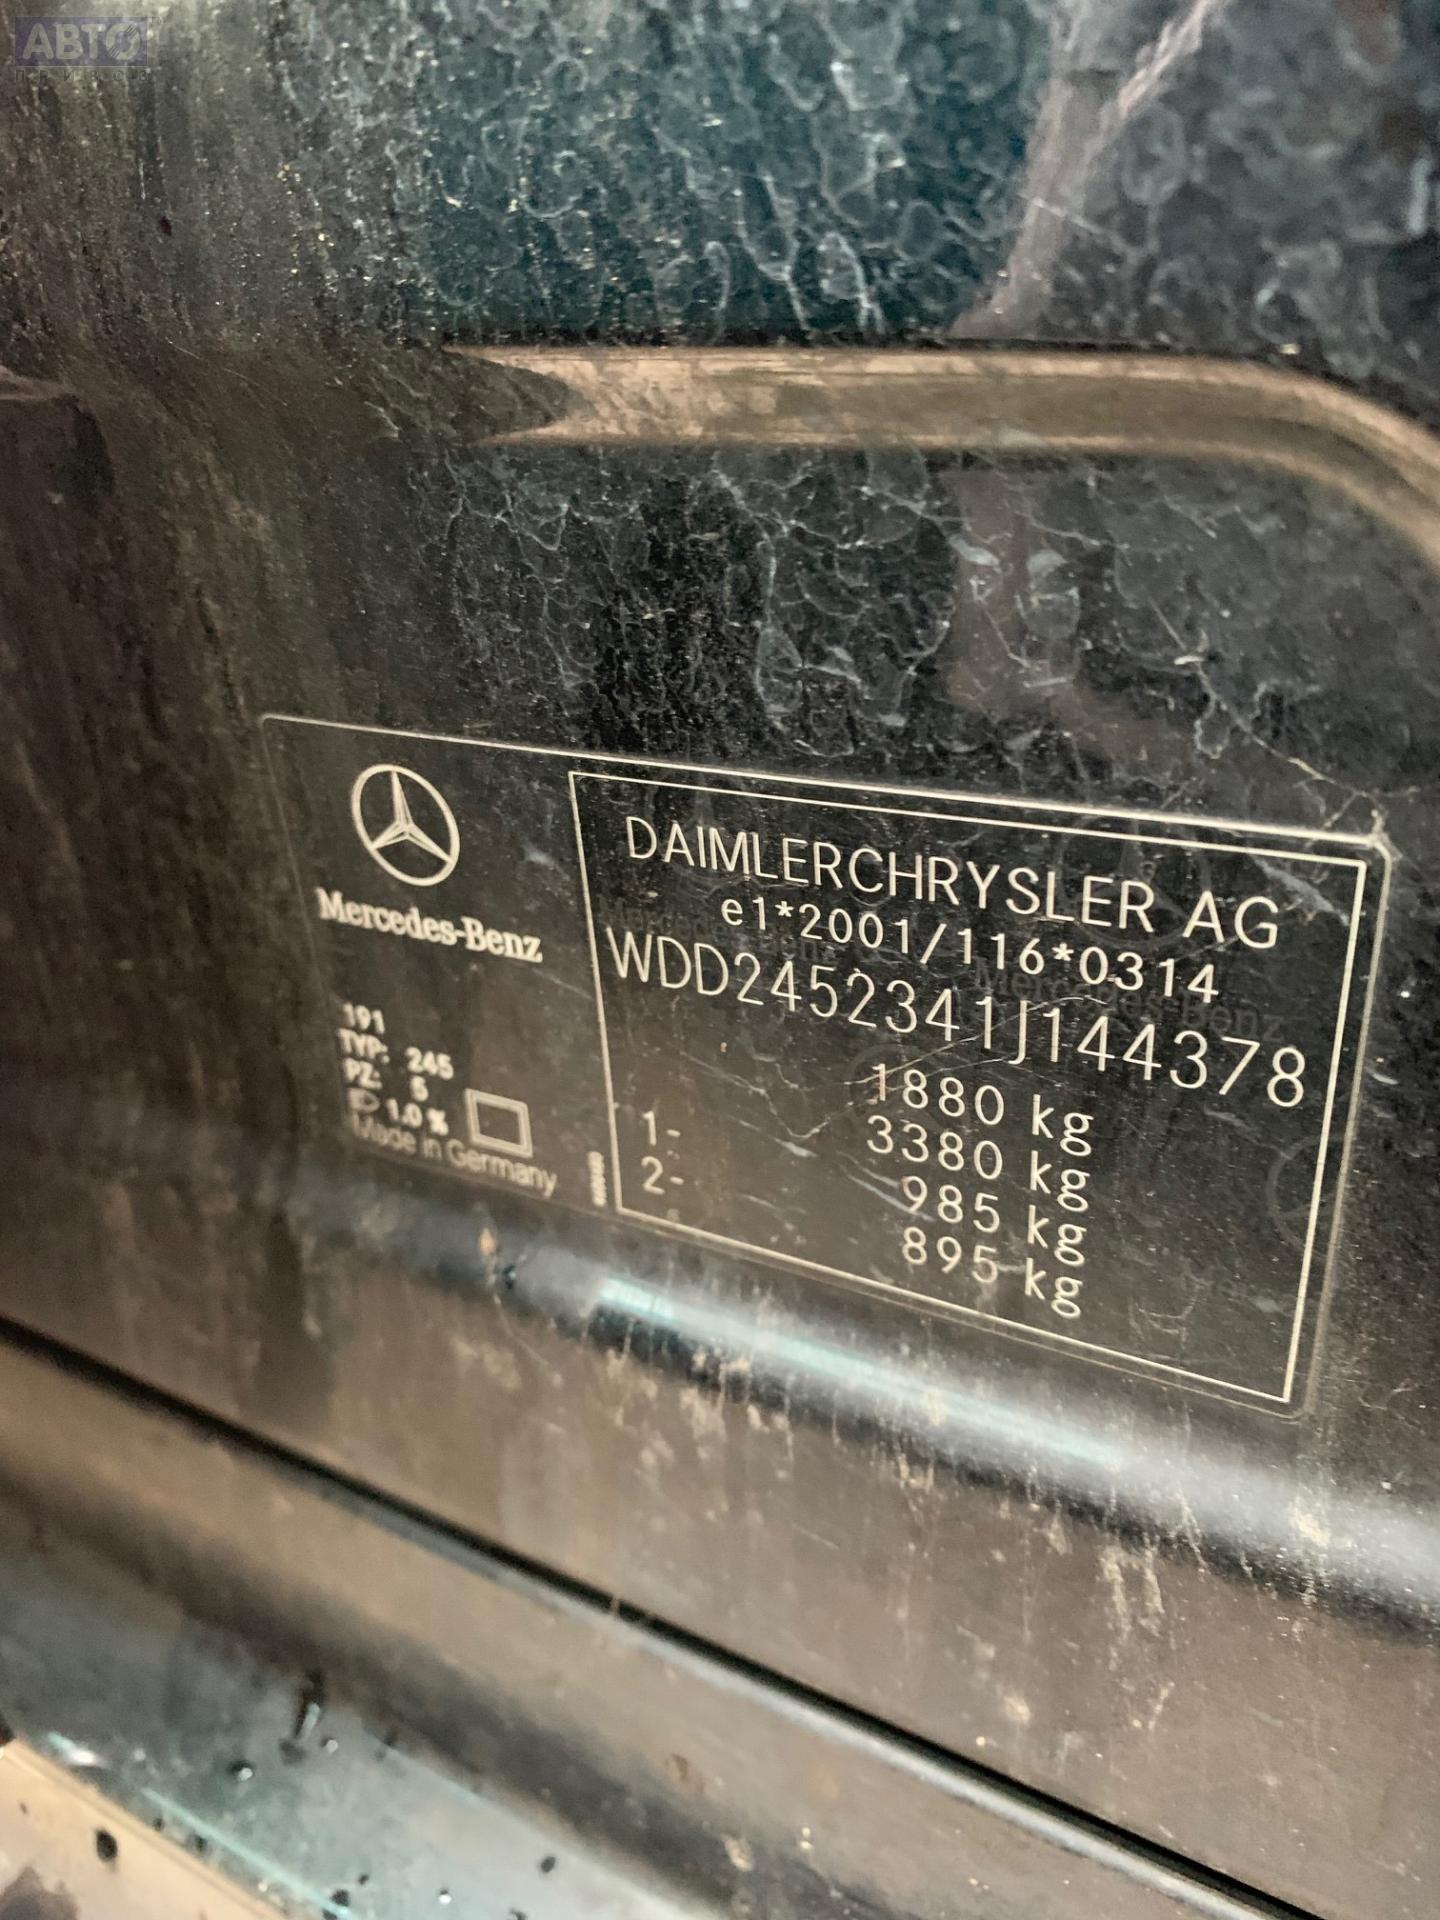 АВТО
ПРИВОЗ
Mercedes-Benz
191
TYP: 245
PZ: 5
1.0 %
Made in Germany
DAIMLERCHRYSLER AG
e1*2001/116*0314
WDD2452341J144378
1880 kg
3380 kg
1- 985 kg
2- 895 kg